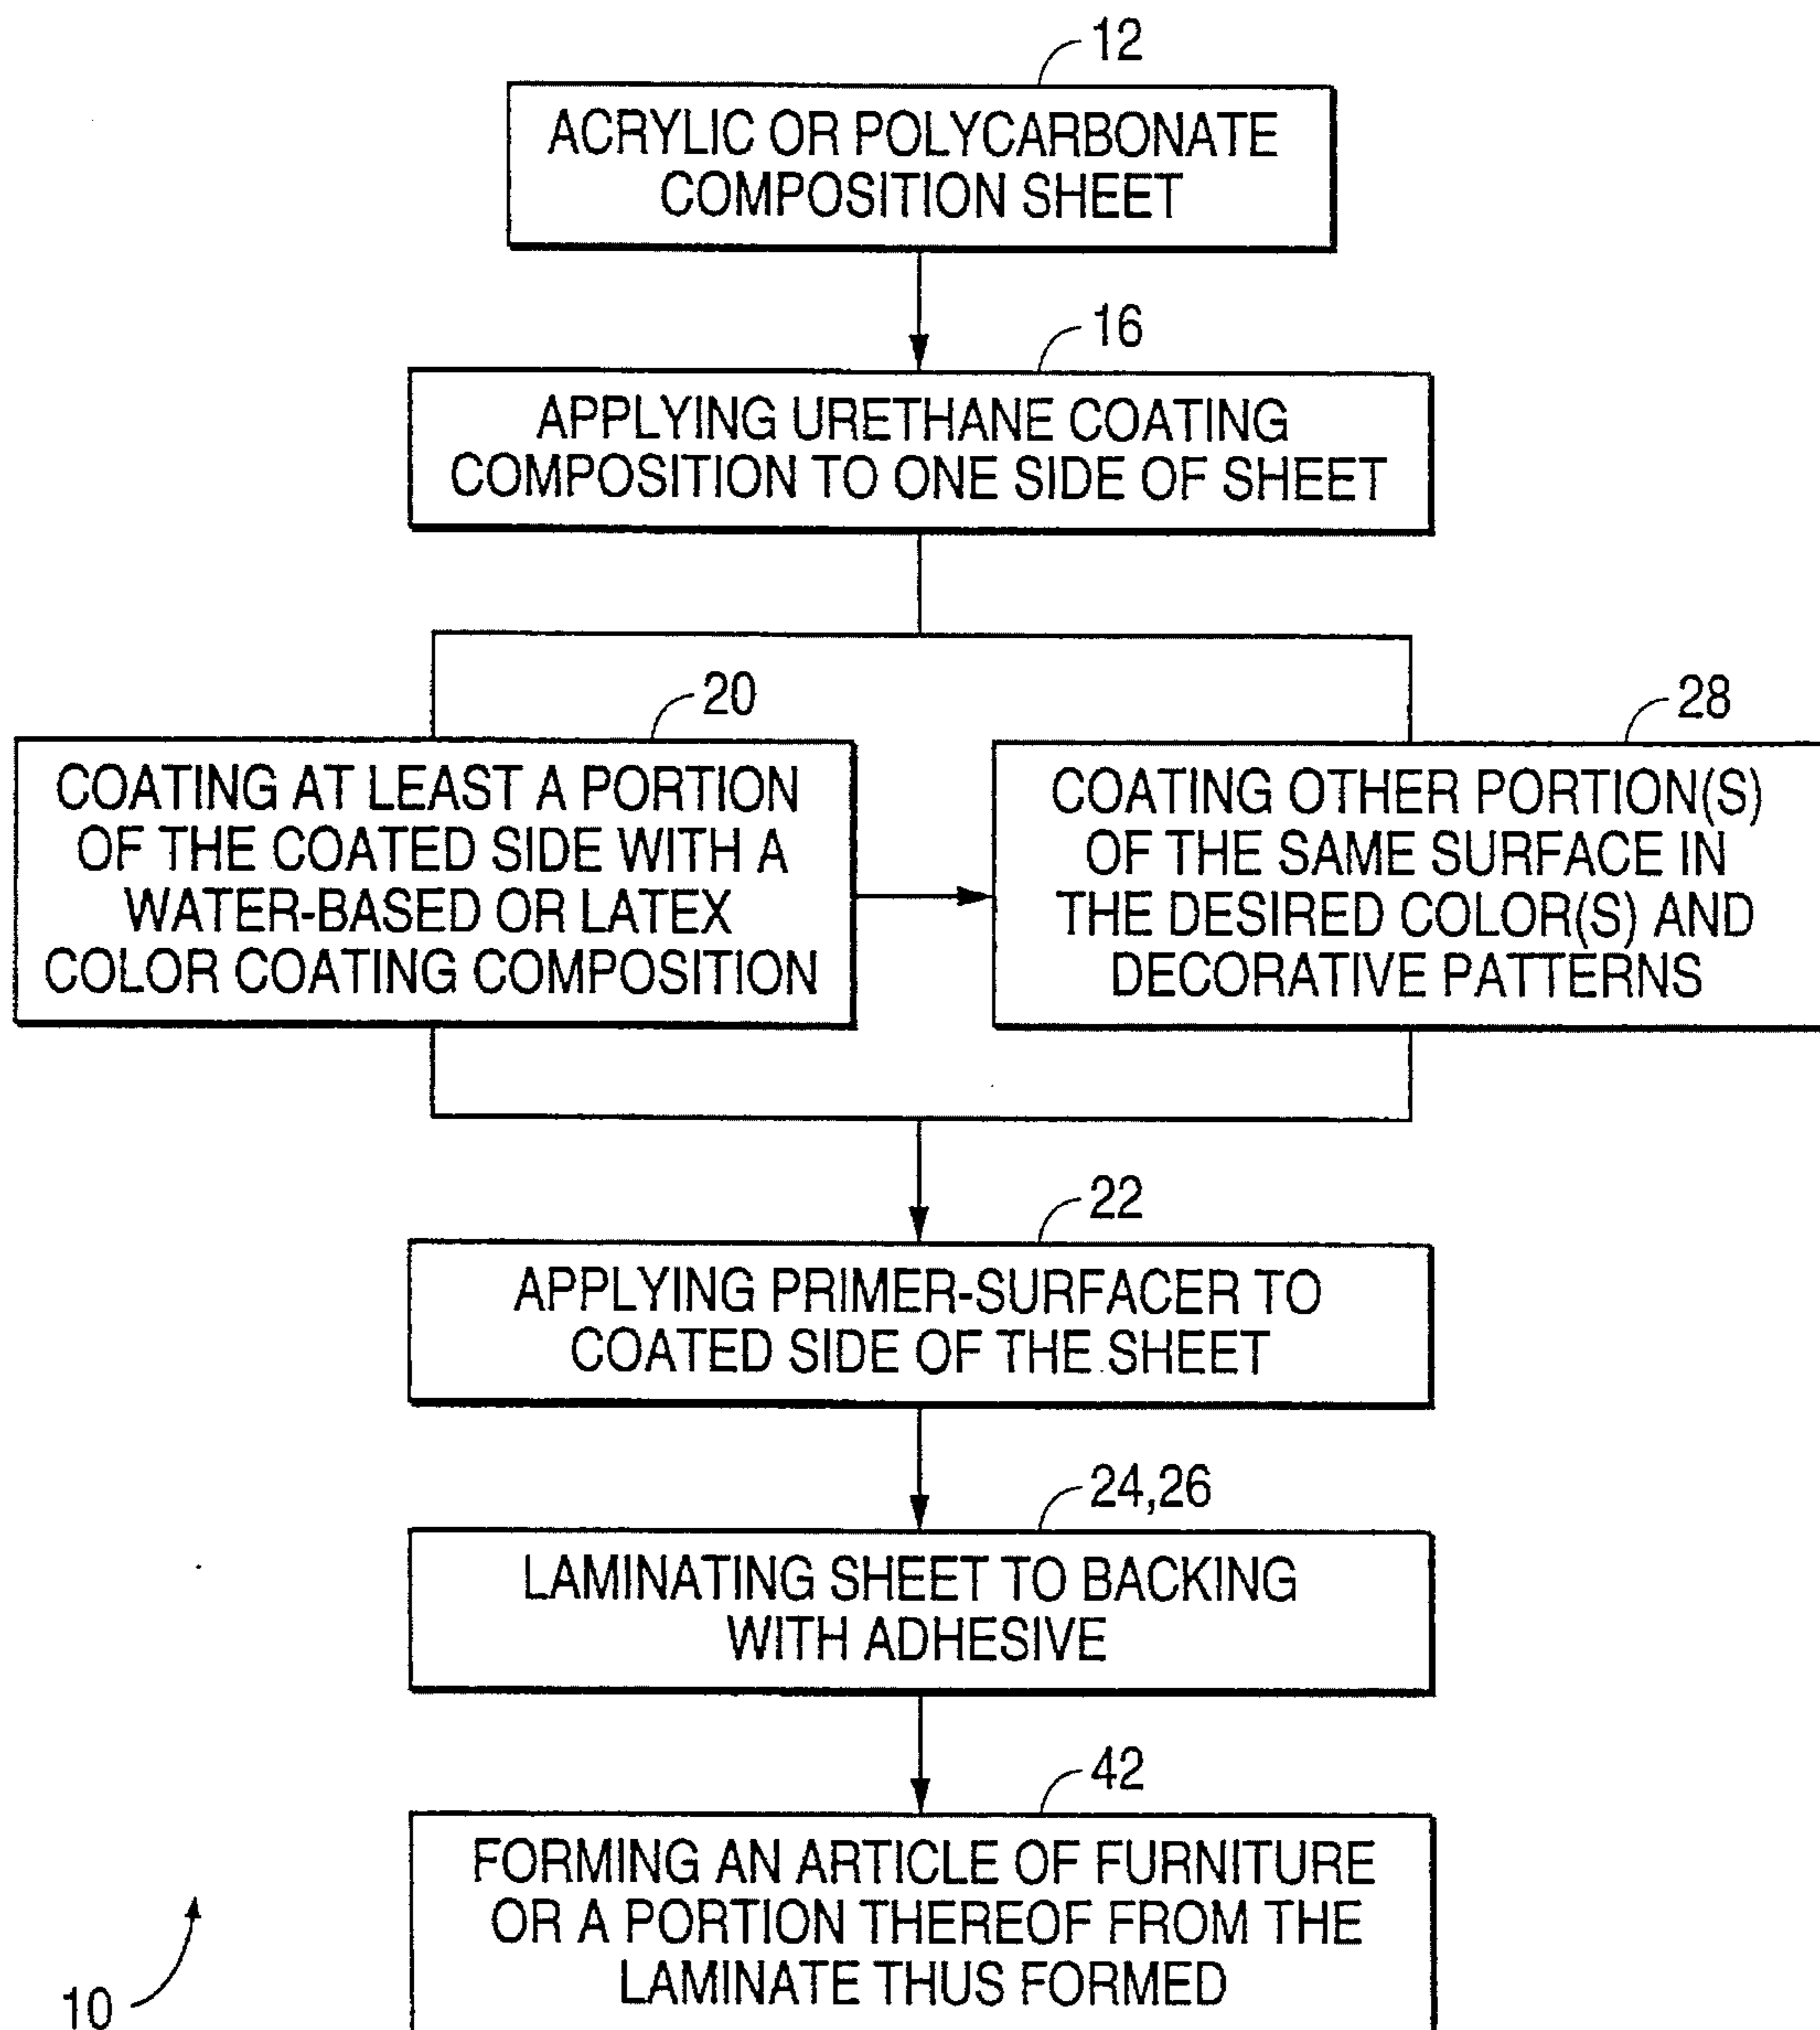 12
ACRYLIC OR POLYCARBONATE
COMPOSITION SHEET
16
APPLYING URETHANE COATING
COMPOSITION TO ONE SIDE OF SHEET
20
COATING AT LEAST A PORTION
OF THE COATED SIDE WITH A
WATER-BASED OR LATEX
COLOR COATING COMPOSITION
28
COATING OTHER PORTION(S)
OF THE SAME SURFACE IN
THE DESIRED COLOR(S) AND
DECORATIVE PATTERNS
22
APPLYING PRIMER-SURFACER TO
COATED SIDE OF THE SHEET
24,26
LAMINATING SHEET TO BACKING
WITH ADHESIVE
42
FORMING AN ARTICLE OF FURNITURE
OR A PORTION THEREOF FROM THE
LAMINATE THUS FORMED
10